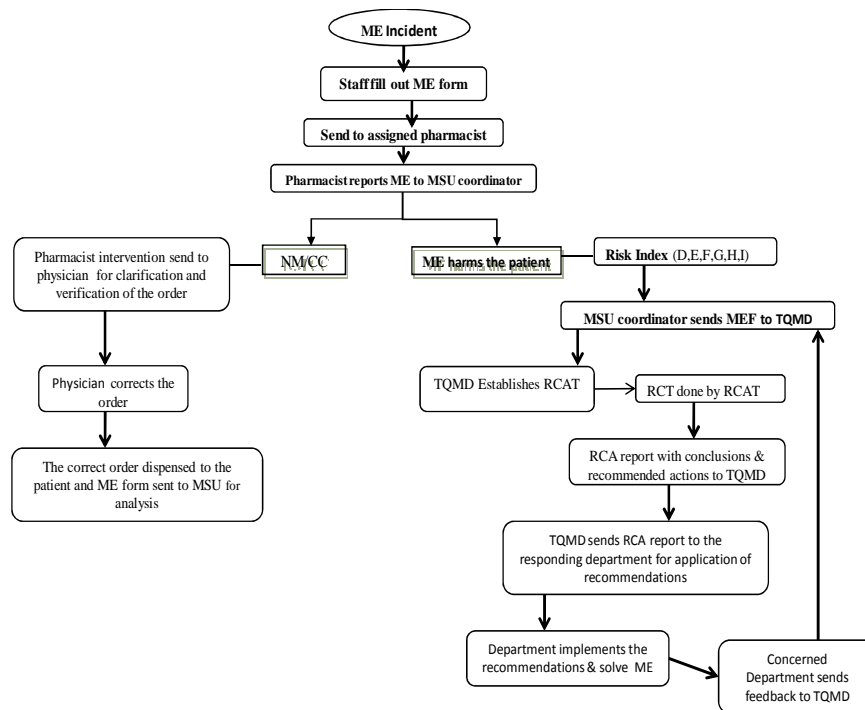 ME Incident
Staff fill out ME form
Send to assigned pharmacist
Pharmacist reports ME to MSU coordinator
Pharmacist intervention send to
physician for clarification and
verification of the order
NM/CC
ME harms the patient
Risk Index (D,E,F,G,H,I)
MSU coordinator sends MEF to TQMD
Physician corrects the
order
TQMD Establishes RCAT
RCT done by RCAT
The correct order dispensed to the
patient and ME form sent to MSU for
analysis
RCA report with conclusions &
recommended actions to TQMD
TQMD sends RCA report to the
responding department for application of
recommendations
Department implements the
recommendations & solve ME
Concerned
Department sends
feedback to TQMD